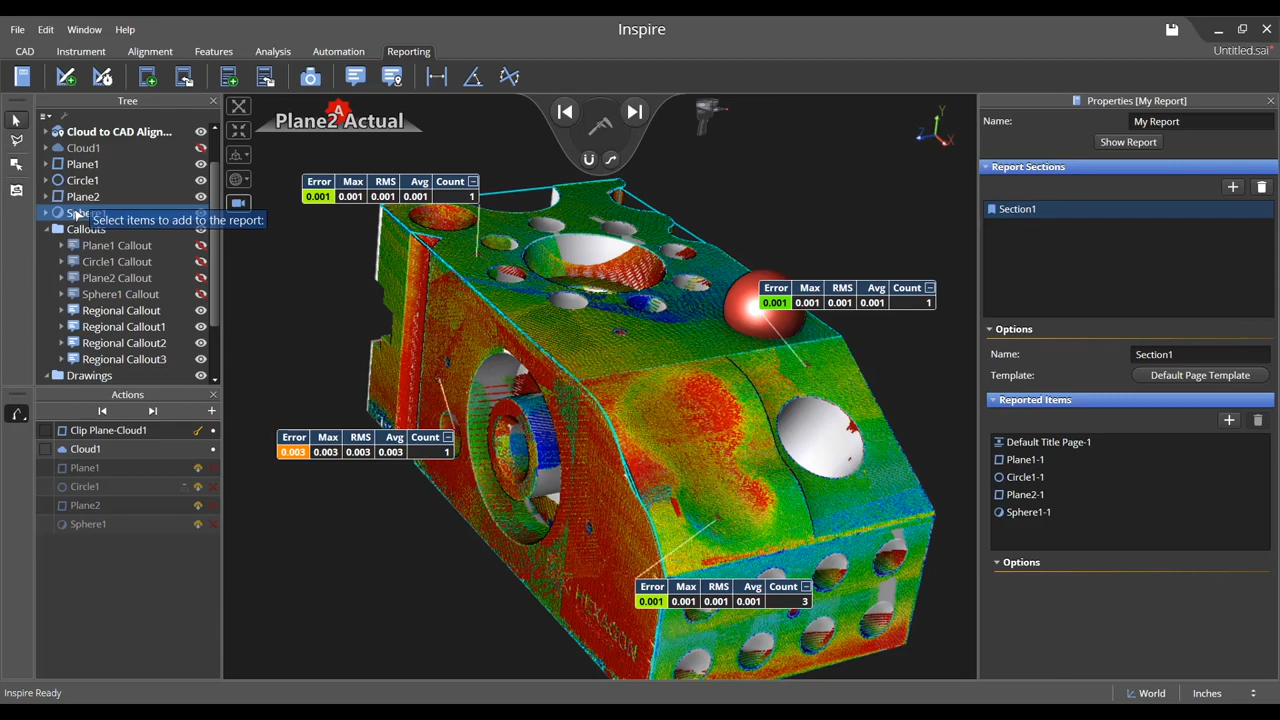 File Edit Window Help
Inspire
CAD Instrument Alignment Features Analysis Automation Reporting
Untitled.sai*
Tree
Cloud to CAD Align...
Cloud1
Plane1
Circle1
Plane2
Select items to add to the report:
Callouts
Plane1 Callout
Circle1 Callout
Plane2 Callout
Sphere1 Callout
Regional Callout
Regional Callout1
Regional Callout2
Regional Callout3
Drawings
Actions
Clip Plane-Cloud1
Cloud1
Plane1
Circle1
Plane2
Sphere1
A
Plane2 Actual
Y
X
Error Max RMS Avg Count
0.001 0.001 0.001 0.001 1
Error Max RMS Avg Count
0.001 0.001 0.001 0.001 1
Error Max RMS Avg Count
0.003 0.003 0.003 0.003 1
Error Max RMS Avg Count
0.001 0.001 0.001 0.001 3
HEXAGON
Properties [My Report]
Name: My Report
Show Report
Report Sections
Section1
Options
Name: Section1
Template: Default Page Template
Reported Items
Default Title Page-1
Plane1-1
Circle1-1
Plane2-1
Sphere1-1
Options
Inspire Ready
World Inches